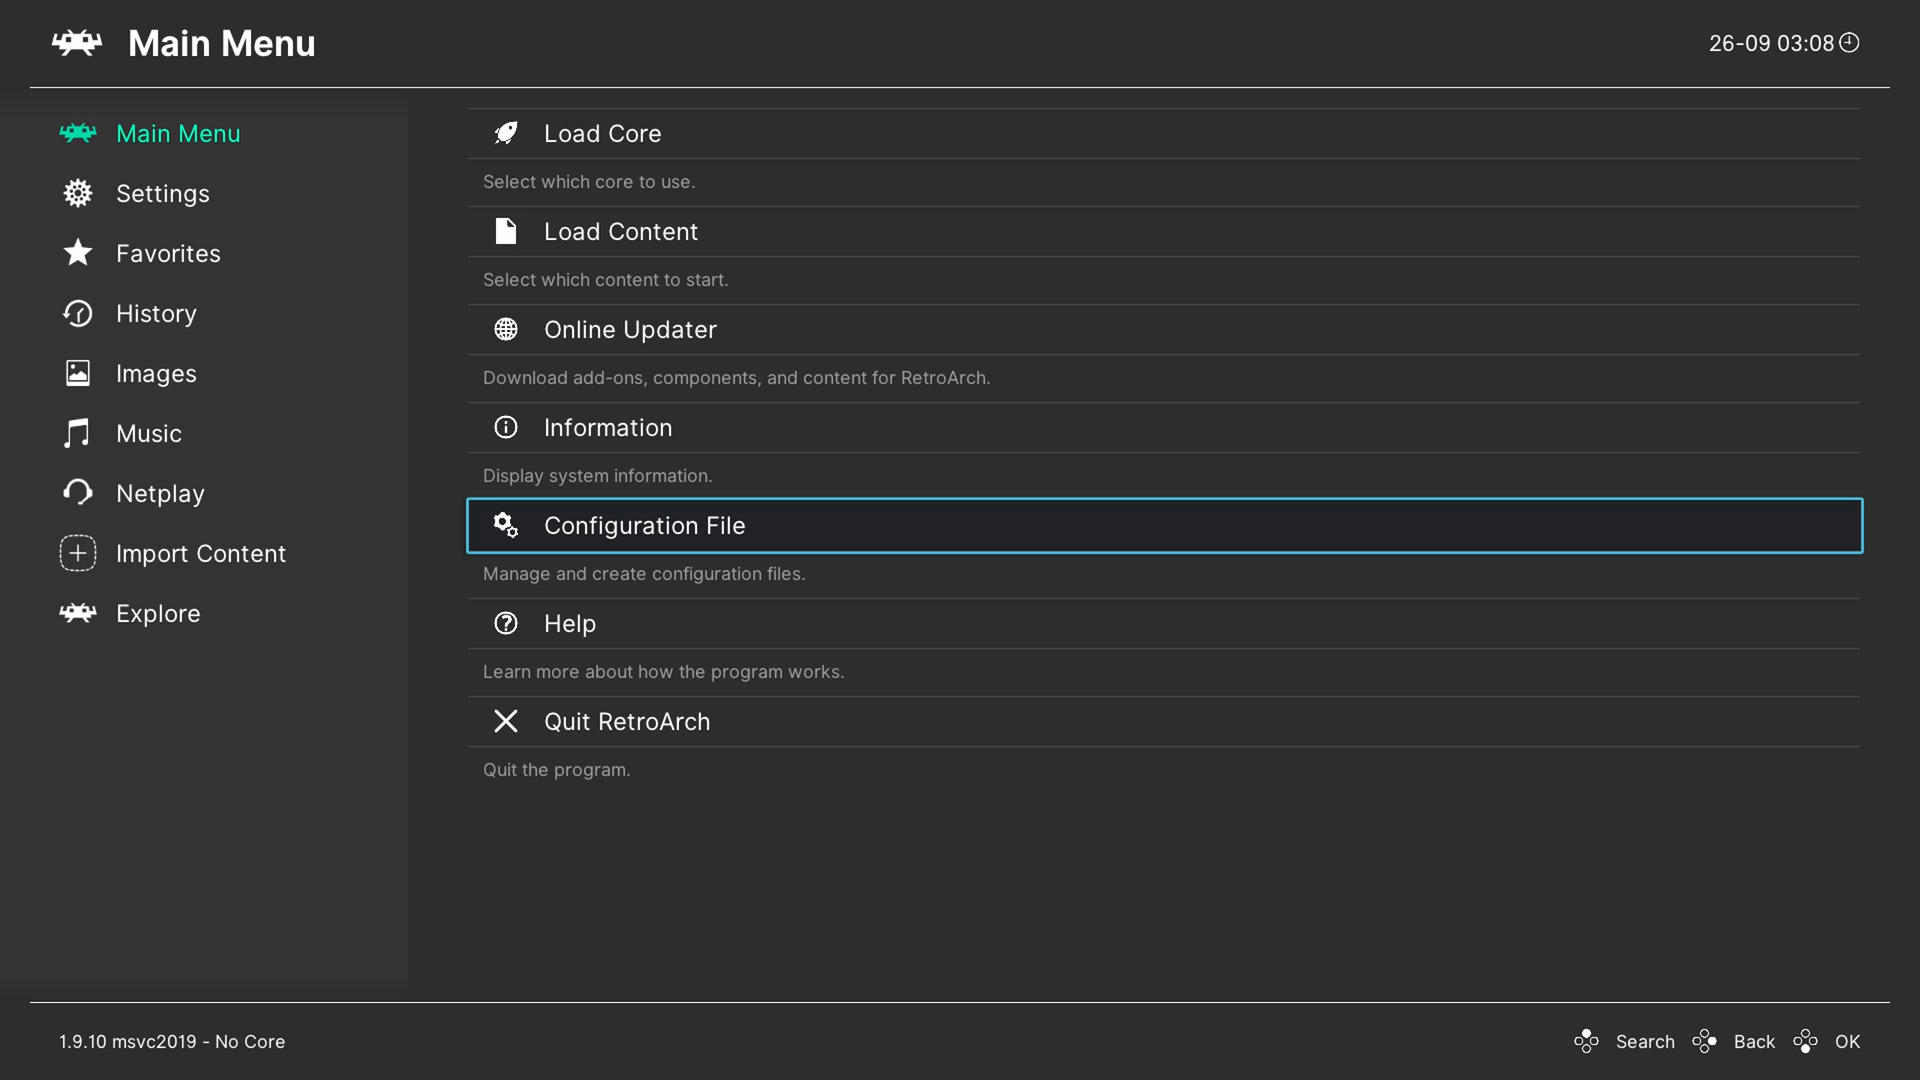 Main Menu
26-09 03:08
Main Menu
Settings
Favorites
History
Images
Music
Netplay
Import Content
Explore
Load Core
Select which core to use.
Load Content
Select which content to start.
Online Updater
Download add-ons, components, and content for RetroArch.
Information
Display system information.
Configuration File
Manage and create configuration files.
Help
Learn more about how the program works.
Quit RetroArch
Quit the program.
1.9.10 msvc2019 - No Core
Search Back OK